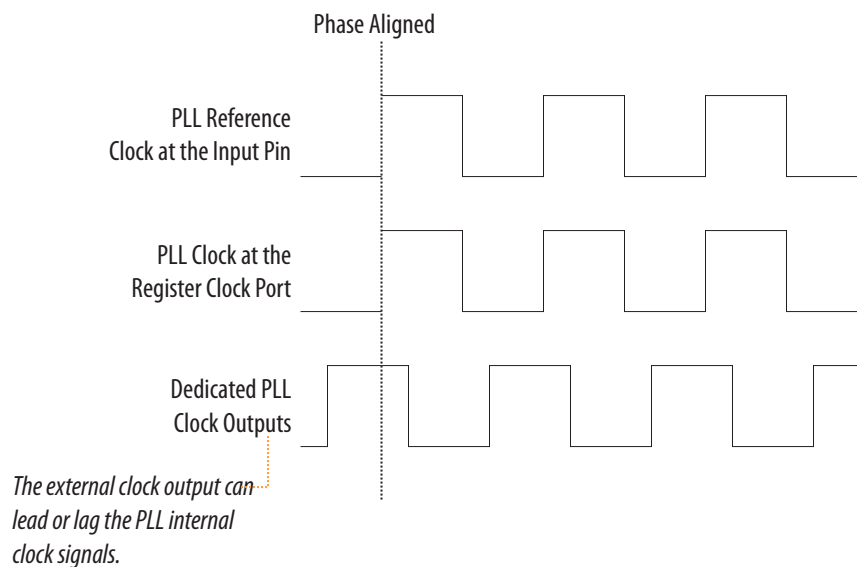 Phase Aligned
PLL Reference
Clock at the Input Pin
PLL Clock at the
Register Clock Port
Dedicated PLL
Clock Outputs
The external clock output can
lead or lag the PLL internal
clock signals.